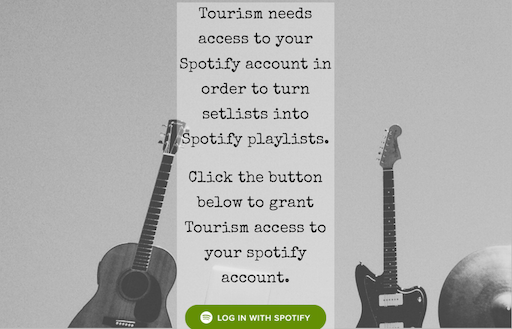 Tourism needs
access to your
Spotify account in
order to turn
setlists into
Spotify playlists.
Click the button
below to grant
Tourism access to
your spotify
account.
LOG IN WITH SPOTIFY